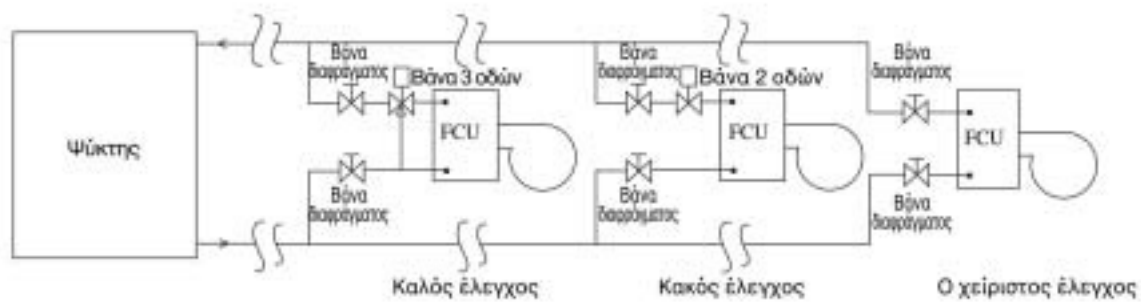 Βάνα
διαφράγματος
Βάνα 3 οδών
Βάνα
διαφράγματος
Βάνα 2 οδών
Βάνα
διαφράγματος
Ψύκτης
FCU
FCU
FCU
Βάνα
διαφράγματος
Βάνα
διαφράγματος
Βάνα
διαφράγματος
Καλός έλεγχος
Κακός έλεγχος
Ο χείριστος έλεγχος